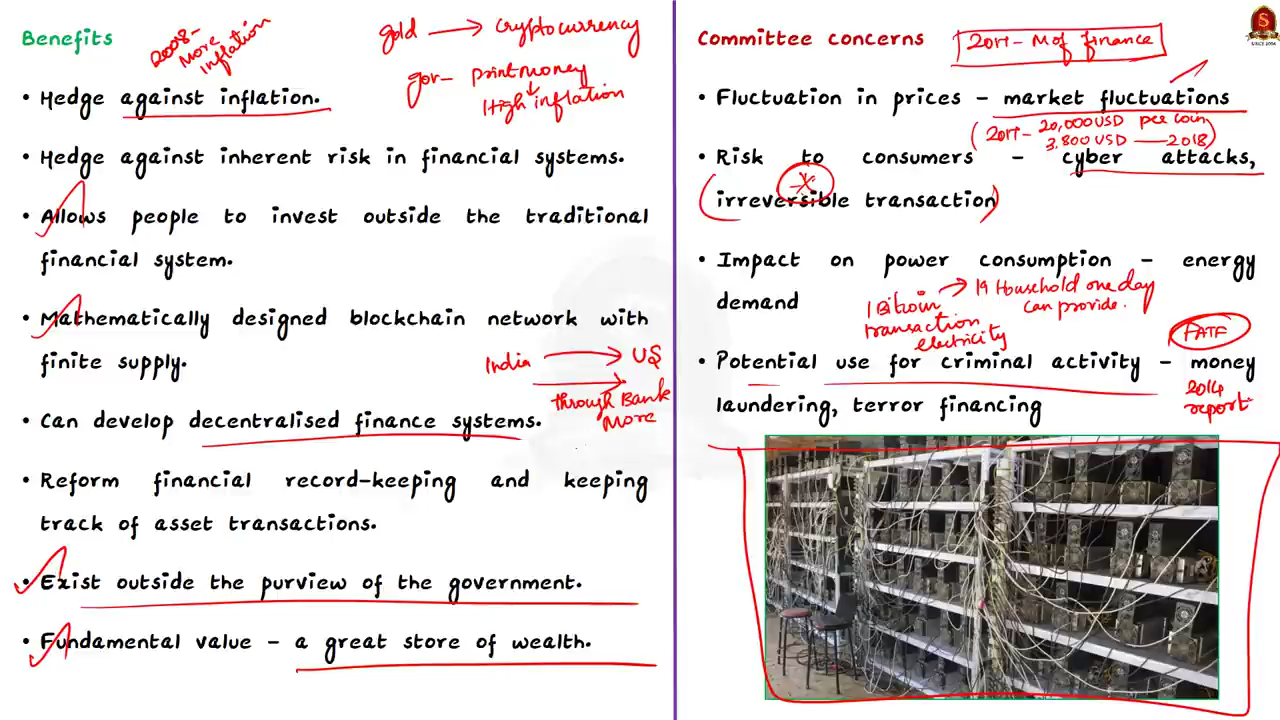 Benefits
2008-
More
inflation
gold → cryptocurrency
gov- print money
↓
High inflation
• Hedge against inflation.
• Hedge against inherent risk in financial systems.
• Allows people to invest outside the traditional
financial system.
• Mathematically designed blockchain network with
finite supply.
India → US
through Bank
More
• Can develop decentralised finance systems.
• Reform financial record-keeping and keeping
track of asset transactions.
• Exist outside the purview of the government.
• Fundamental value - a great store of wealth.
Committee concerns
2017- M of finance
SINCE 2004
• Fluctuation in prices - market fluctuations
(2017- 20,000USD per coin
3,800 USD — 2018)
• Risk to consumers - cyber attacks,
irreversible transaction
• Impact on power consumption - energy
demand
1 Bitcoin → 19 Household one day
transaction can provide.
electricity
FATF
• Potential use for criminal activity - money
laundering, terror financing
2014
report